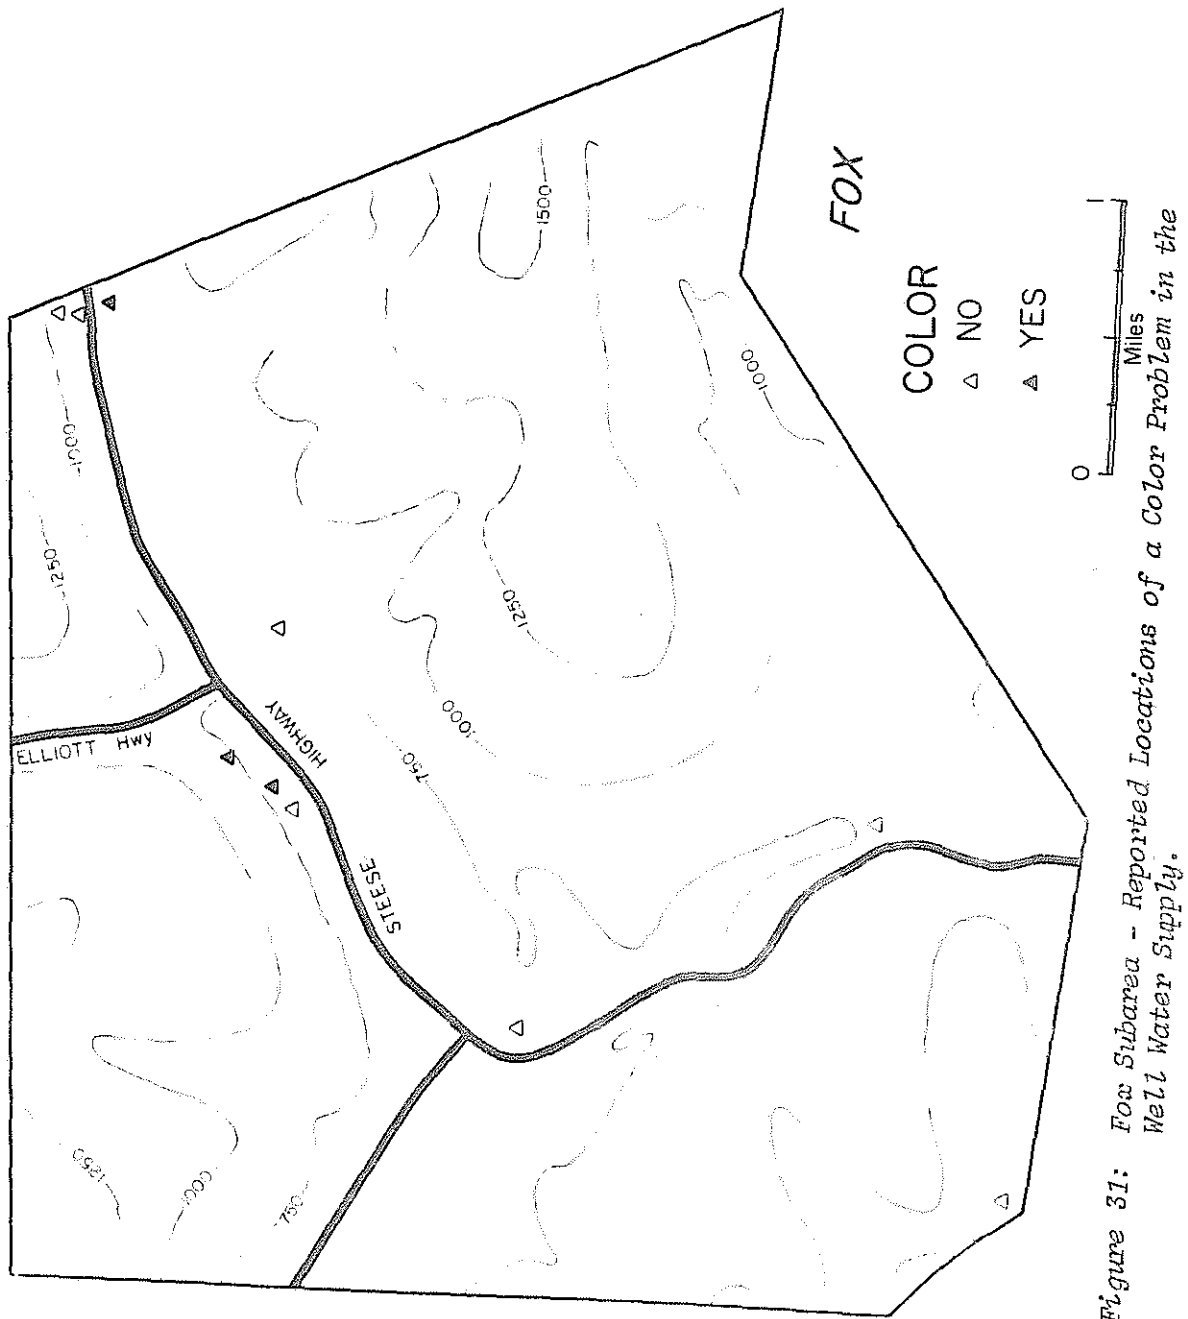 ELLIOTT Hwy
STEESE
HIGHWAY
1250
1000
750
1250
1000
750
1000
1250
1500
1000
FOX
COLOR
NO
YES
0
1
Miles
Figure 31: Fox Subarea - Reported Locations of a Color Problem in the
Well Water Supply.